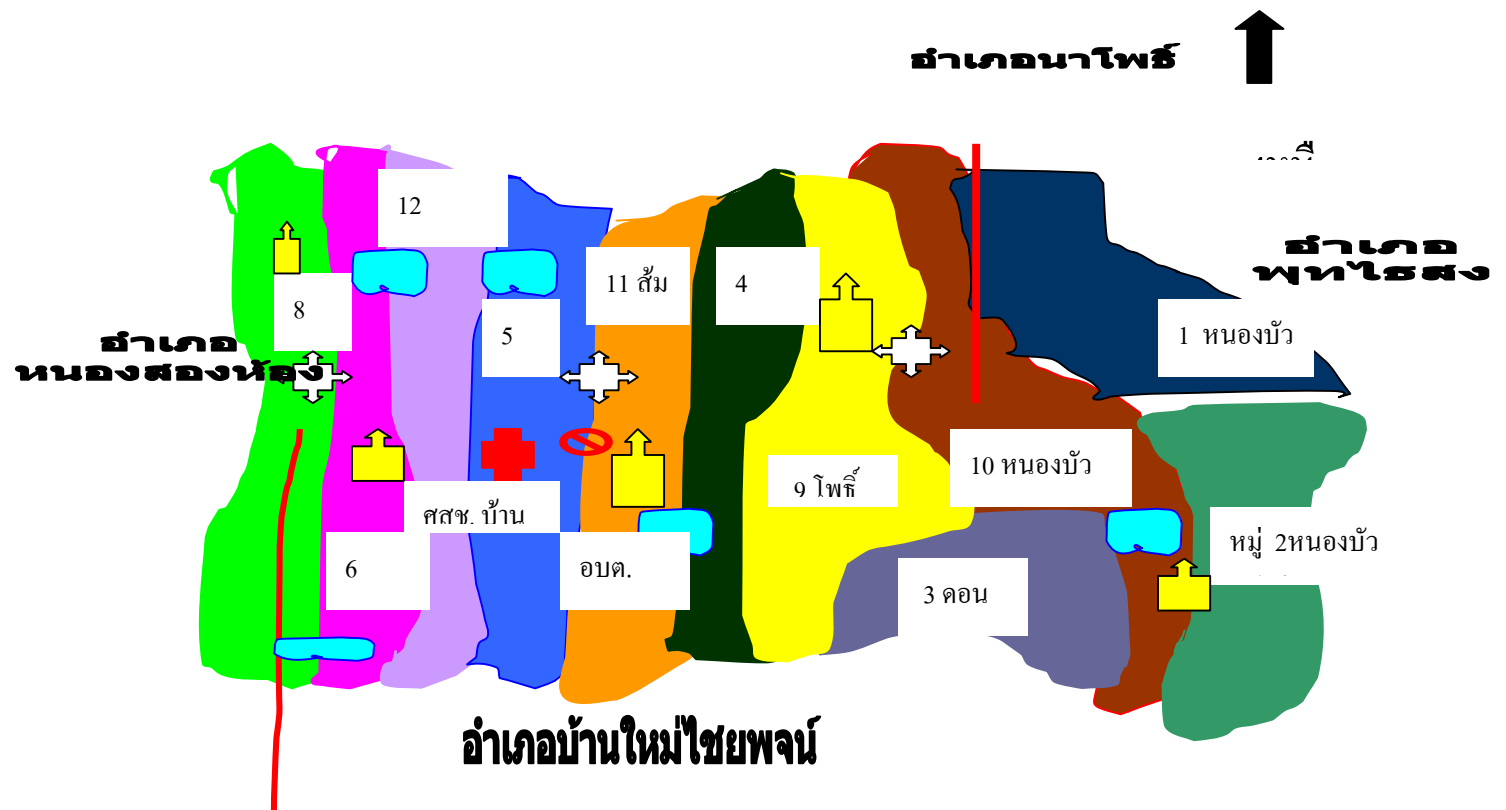 อำเภอนาโพธิ์
12
อำเภอ
พุทไธสง
11 ส้ม
4
8
5
1 หนองบัว
อำเภอ
หนองสองห้อง
10 หนองบัว
9 โพธิ์
ศสช. บ้าน
หมู่ 2หนองบัว
6
อบต.
3 ดอน
อำเภอบ้านใหม่ไชยพจน์